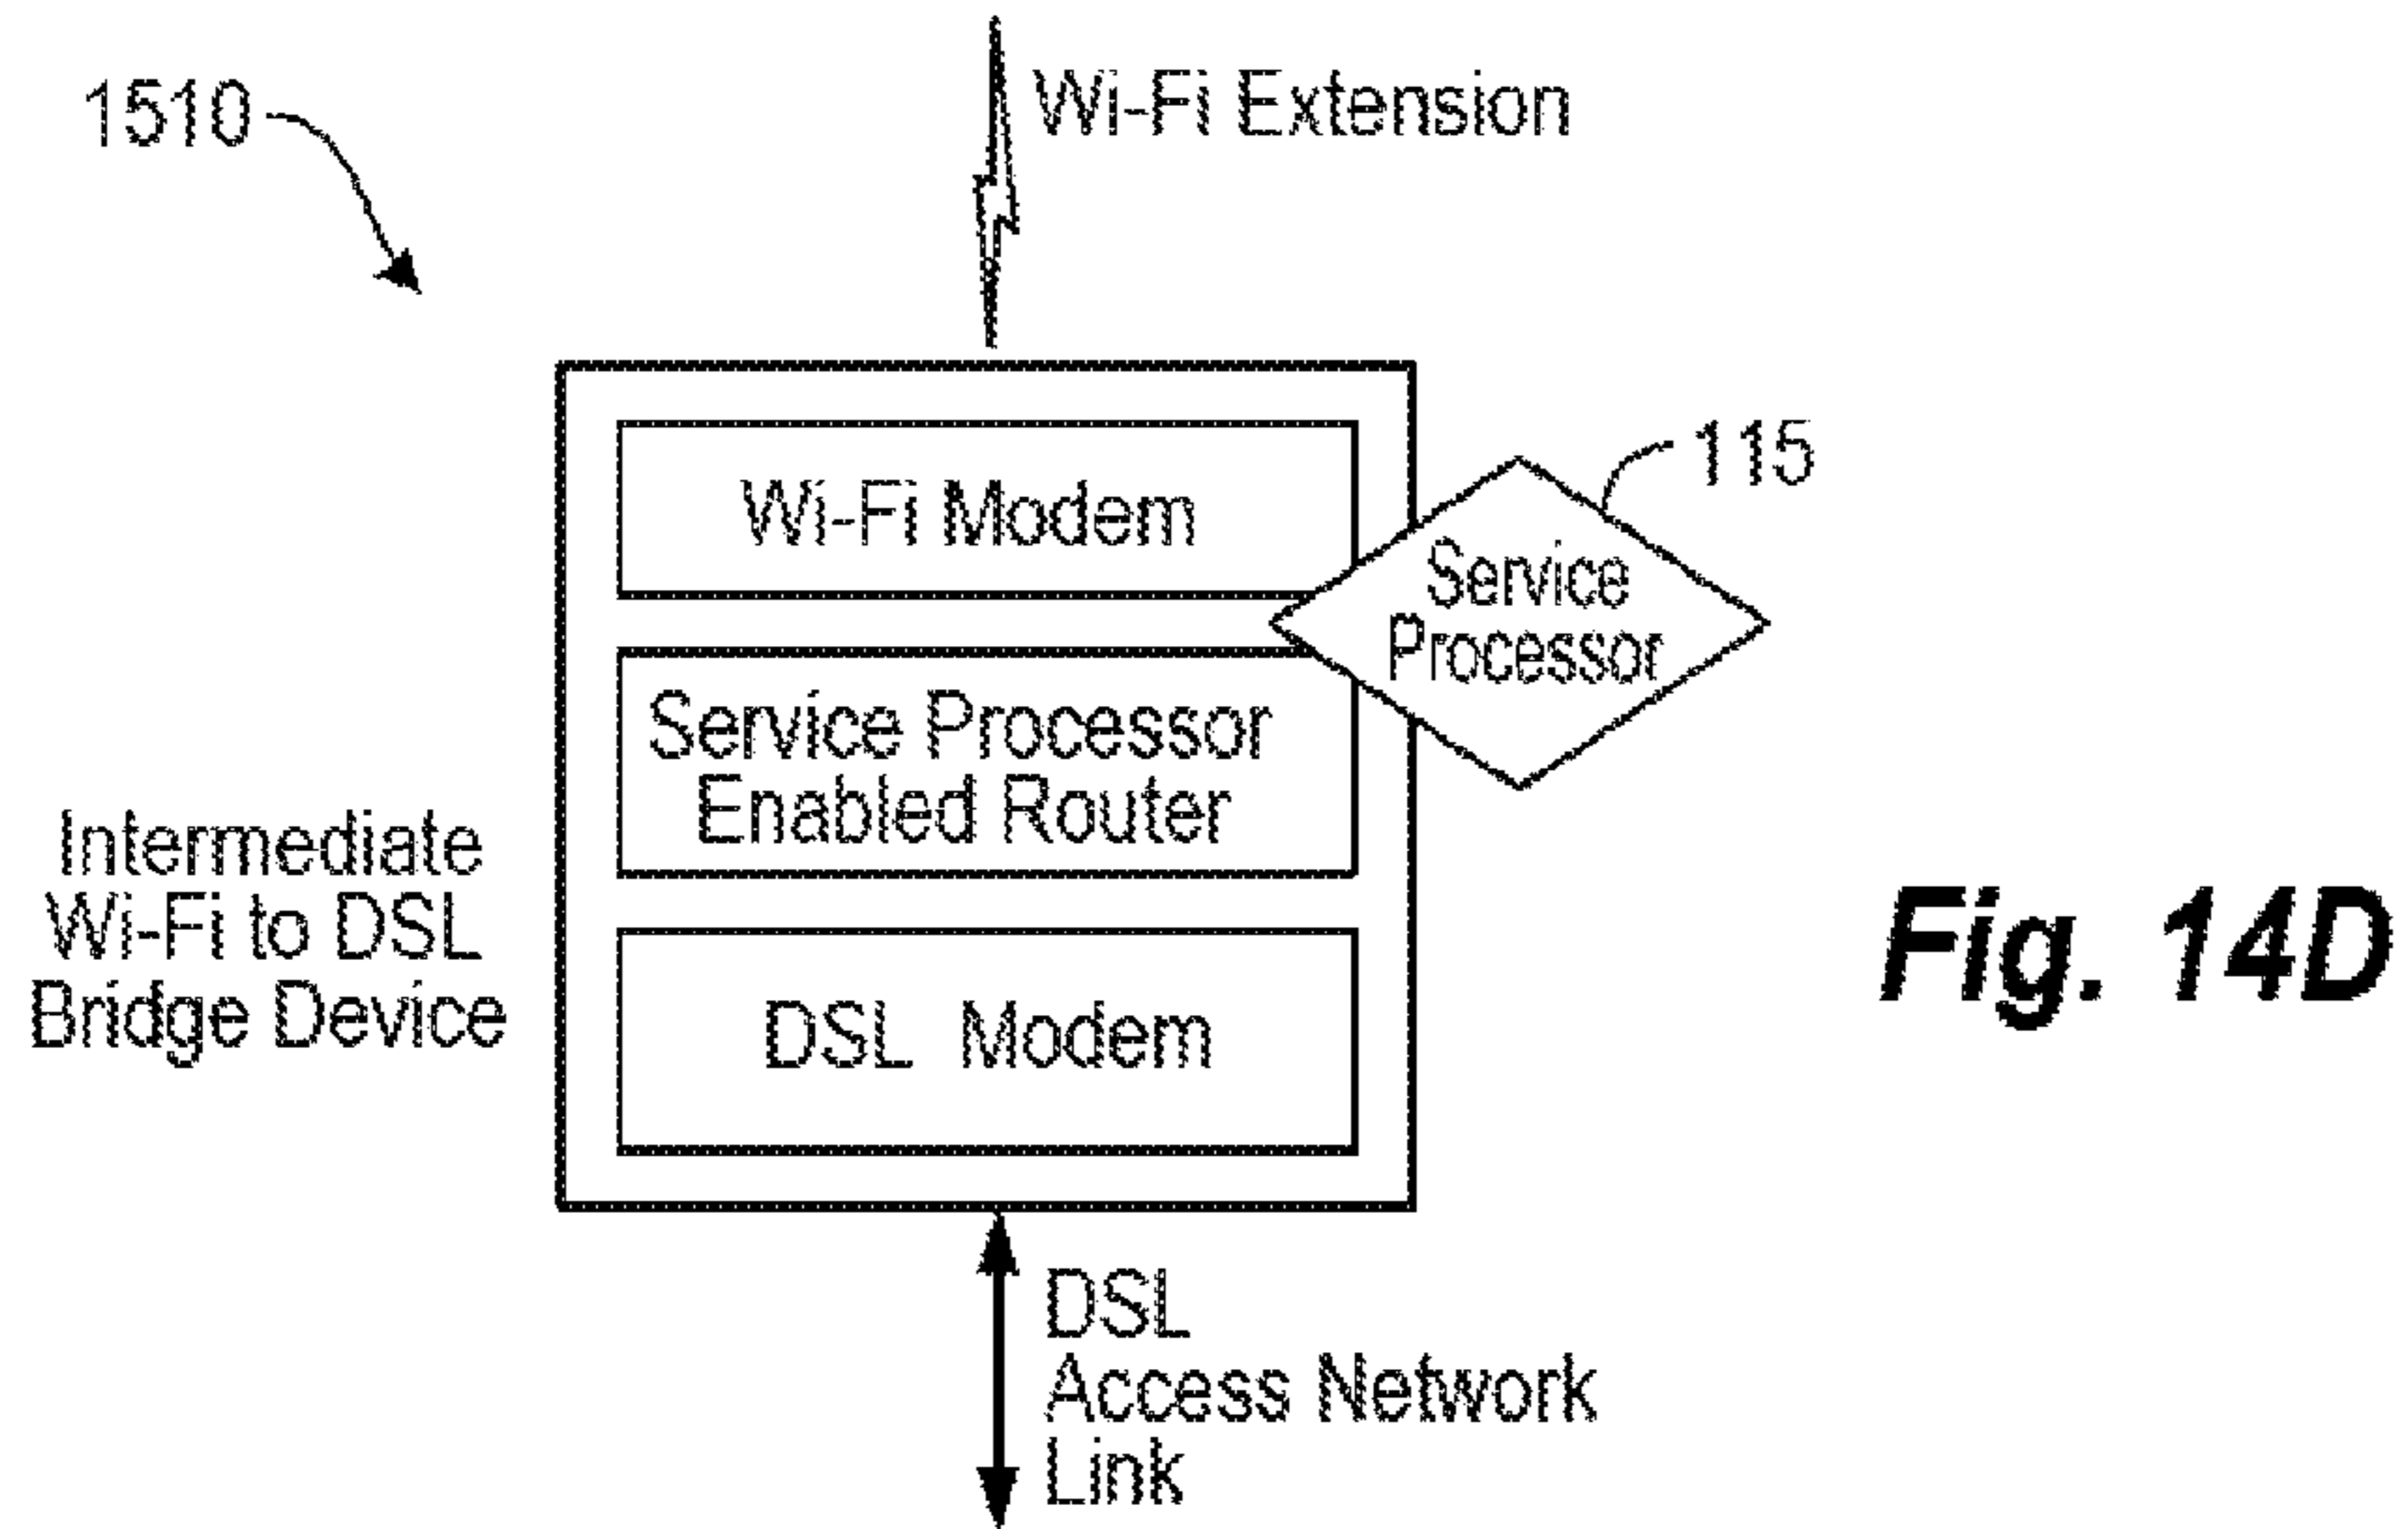 1510
Wi-Fi Extension
Wi-Fi Modem
115
Service
Processor
Service Processor
Enabled Router
Intermediate
Wi-Fi to DSL
Bridge Device
DSL Modem
Fig. 14D
DSL
Access Network
Link